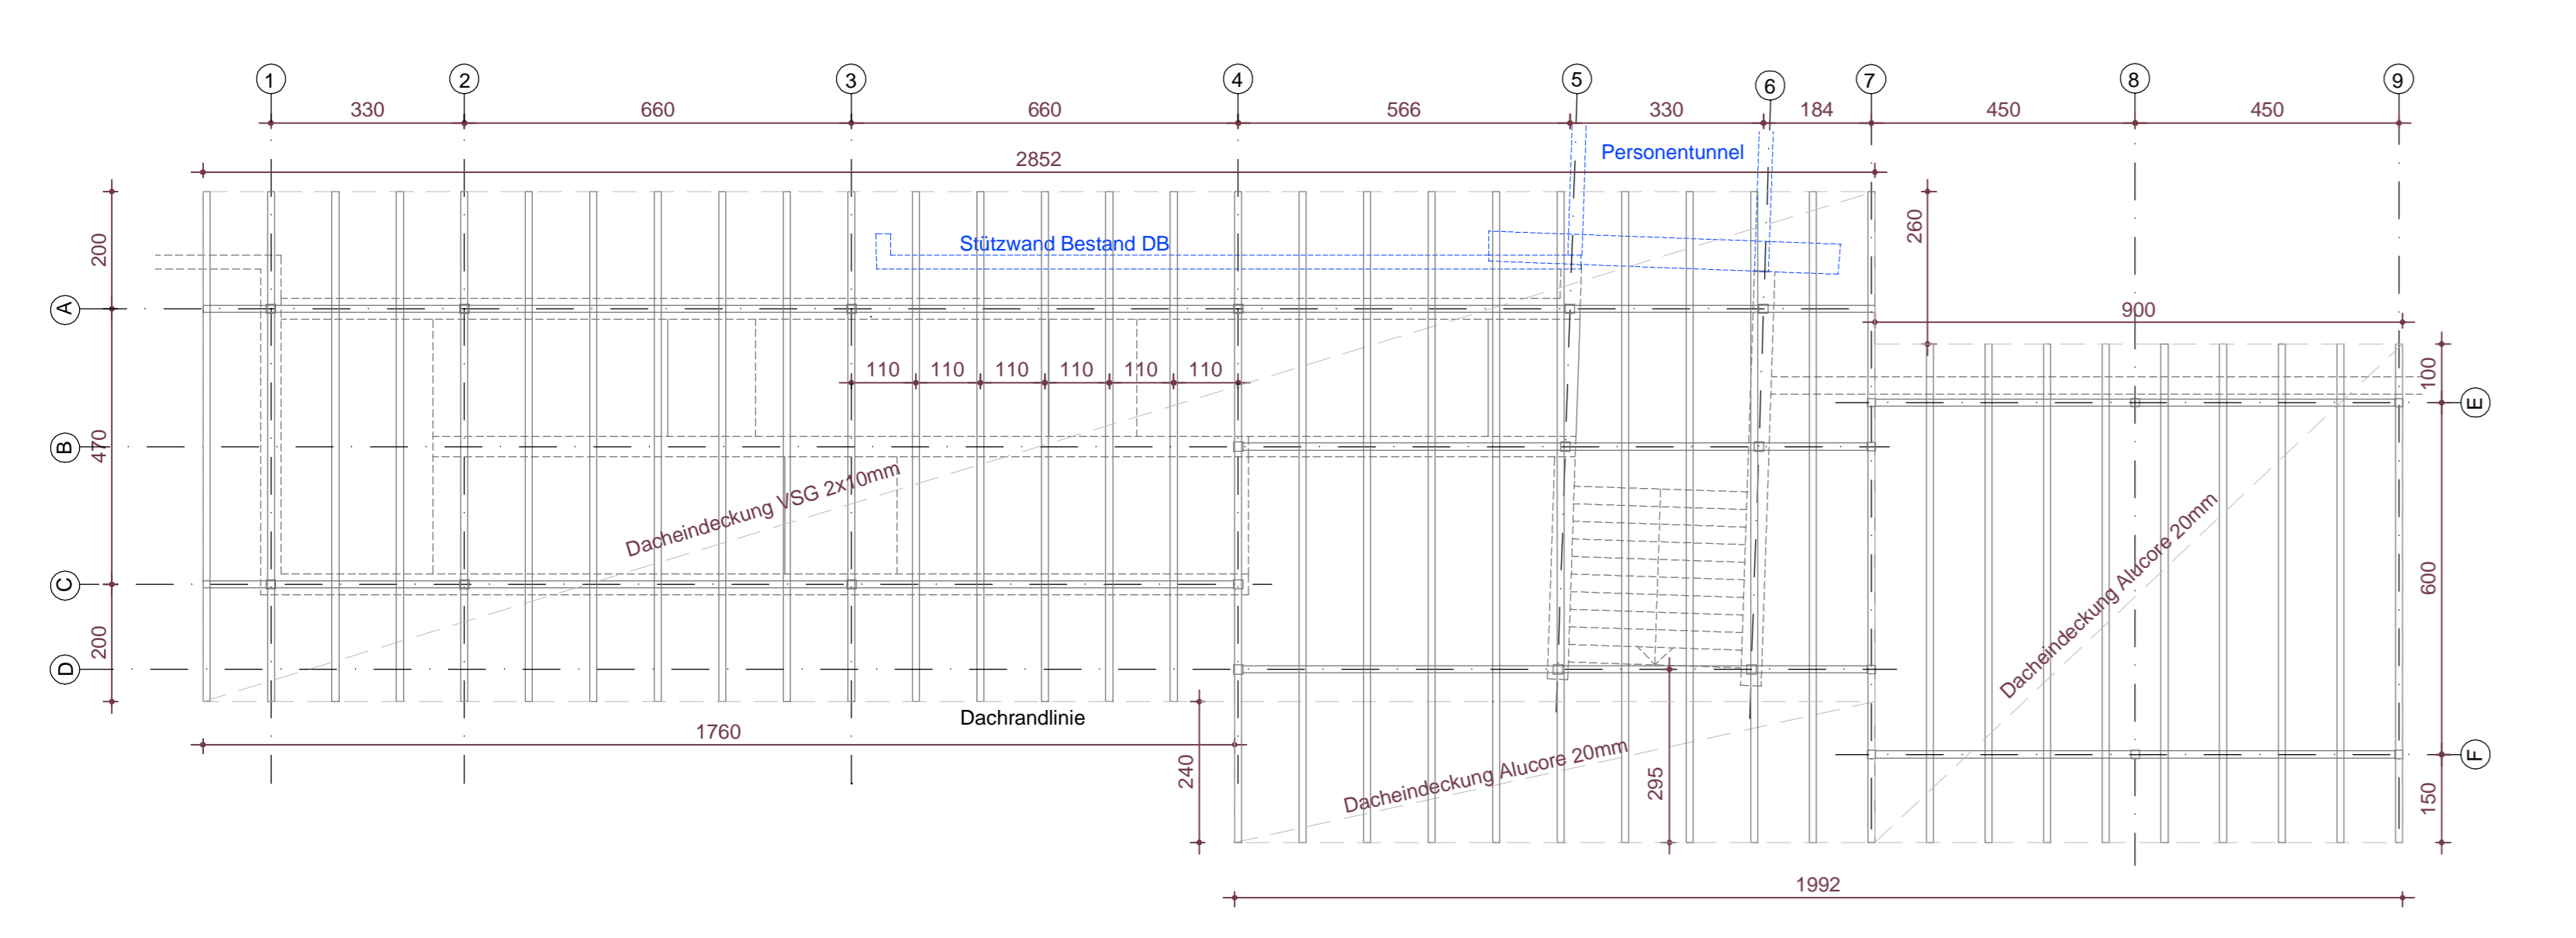 1 2 3 4 5 6 7 8 9
330 660 660 566 330 184 450 450
2852
Personentunnel
200
260
Stützwand Bestand DB
A
900
110 110 110 110 110 110
100
E
B
470
Dacheindeckung VSG 2x10mm
Dacheindeckung Alucore 20mm
600
C
200
D
Dachrandlinie
1760
240
Dacheindeckung Alucore 20mm
295
F
150
1992